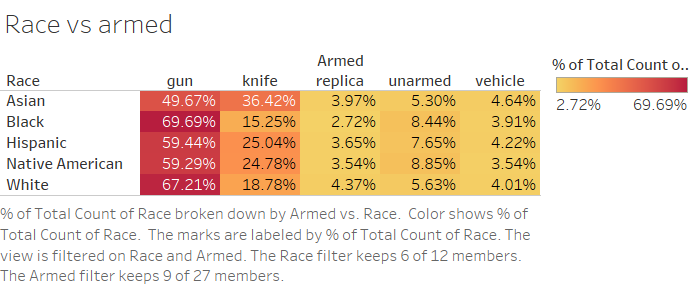 Race vs armed
Armed
Race gun knife replica unarmed vehicle
Asian 49.67% 36.42% 3.97% 5.30% 4.64%
Black 69.69% 15.25% 2.72% 8.44% 3.91%
Hispanic 59.44% 25.04% 3.65% 7.65% 4.22%
Native American 59.29% 24.78% 3.54% 8.85% 3.54%
White 67.21% 18.78% 4.37% 5.63% 4.01%
% of Total Count o..
2.72% 69.69%
% of Total Count of Race broken down by Armed vs. Race. Color shows % of
Total Count of Race. The marks are labeled by % of Total Count of Race. The
view is filtered on Race and Armed. The Race filter keeps 6 of 12 members.
The Armed filter keeps 9 of 27 members.